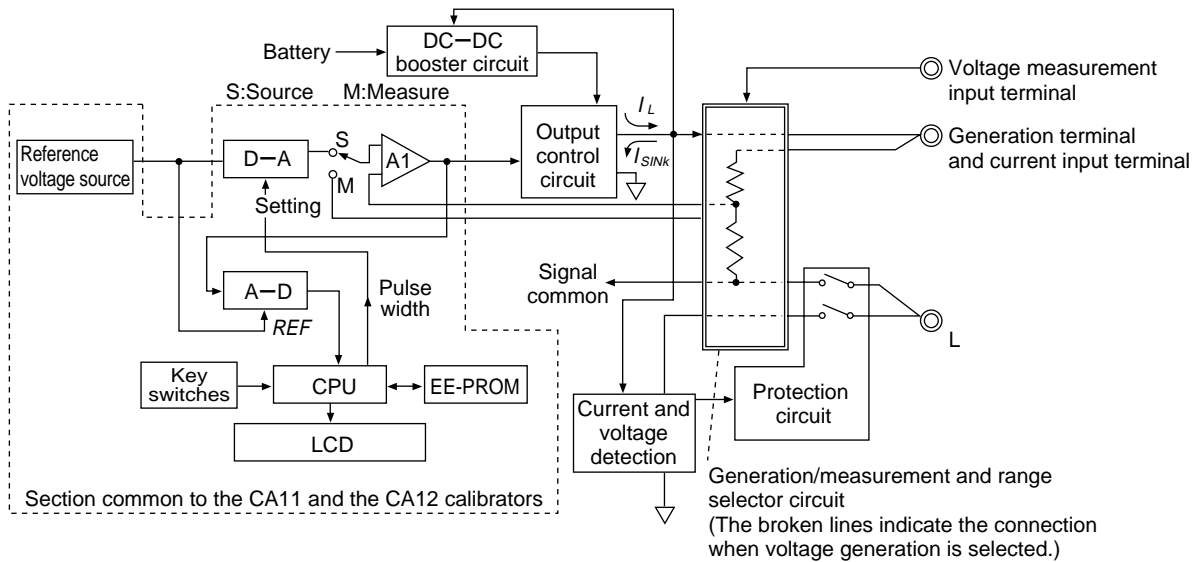 Battery
DC–DC
booster circuit
S:Source
M:Measure
Voltage measurement
input terminal
Reference
voltage source
D–A
S
M
A1
Output
control
circuit
IL
ISINk
Generation terminal
and current input terminal
Setting
A–D
REF
Pulse
width
Signal
common
L
Key
switches
CPU
EE-PROM
LCD
Current and
voltage
detection
Protection
circuit
Section common to the CA11 and the CA12 calibrators
Generation/measurement and range
selector circuit
(The broken lines indicate the connection
when voltage generation is selected.)